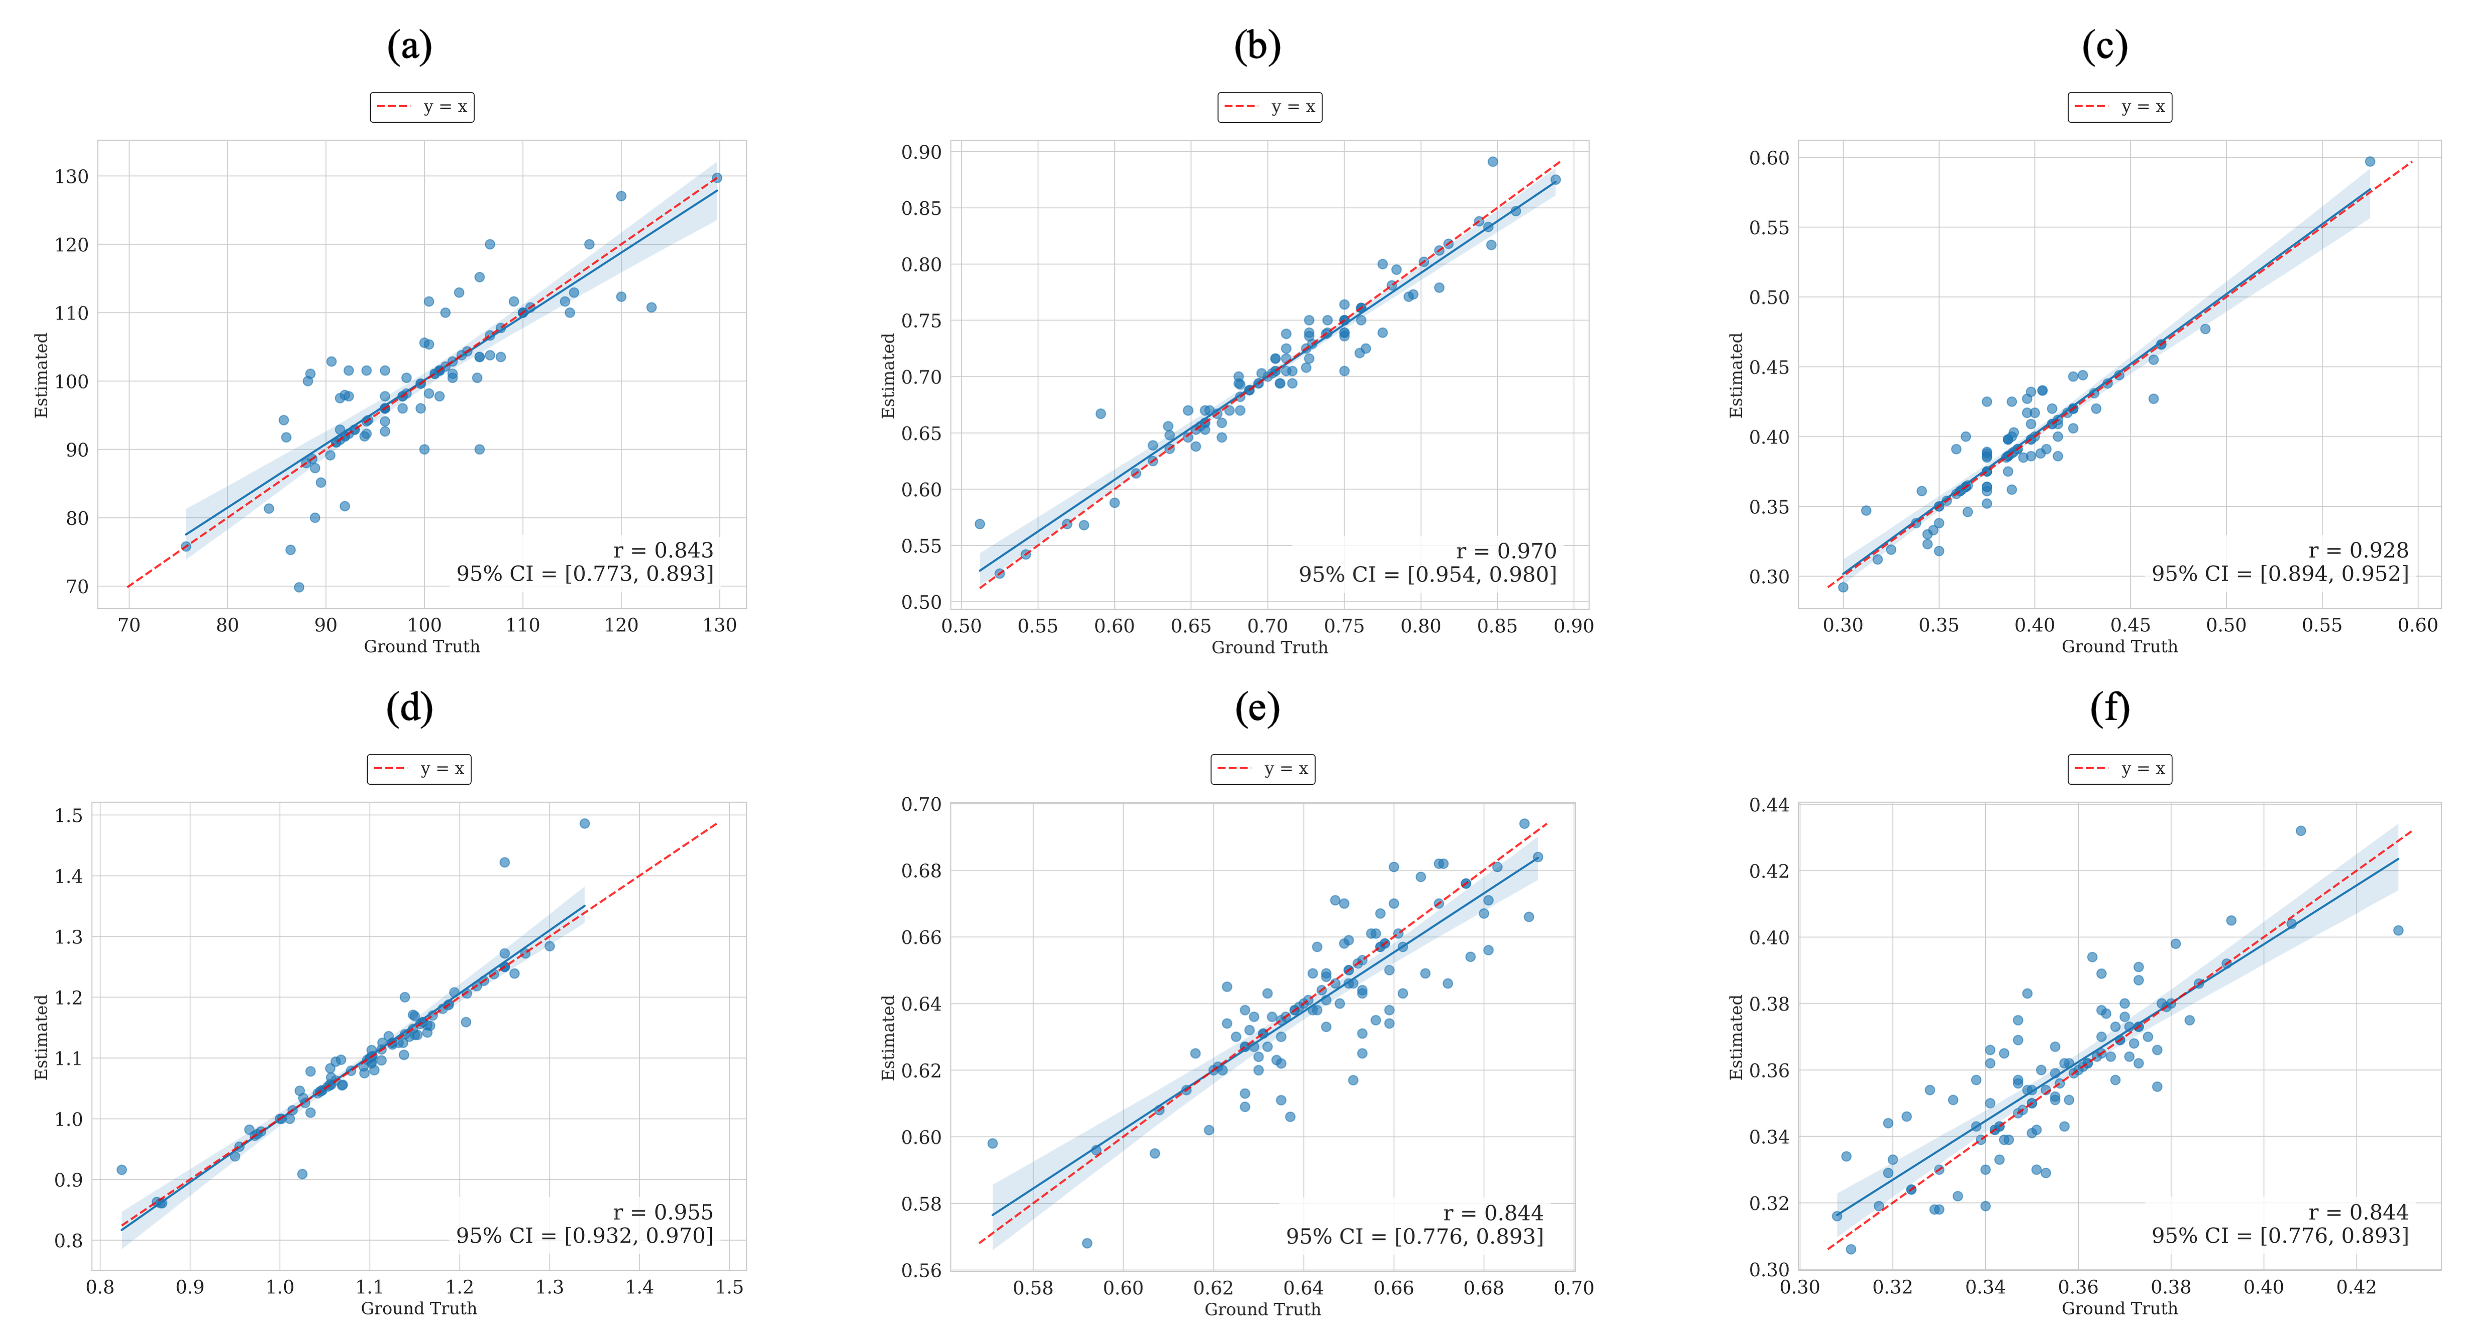 (a)
y = x
130
120
110
100
90
80
70
Estimated
r = 0.843
95% CI = [0.773, 0.893]
70 80 90 100 110 120 130
Ground Truth
(b)
y = x
0.90
0.85
0.80
0.75
0.70
0.65
0.60
0.55
0.50
Estimated
r = 0.970
95% CI = [0.954, 0.980]
0.50 0.55 0.60 0.65 0.70 0.75 0.80 0.85 0.90
Ground Truth
(c)
y = x
0.60
0.55
0.50
0.45
0.40
0.35
0.30
Estimated
r = 0.928
95% CI = [0.894, 0.952]
0.30 0.35 0.40 0.45 0.50 0.55 0.60
Ground Truth
(d)
y = x
1.5
1.4
1.3
1.2
1.1
1.0
0.9
0.8
Estimated
r = 0.955
95% CI = [0.932, 0.970]
0.8 0.9 1.0 1.1 1.2 1.3 1.4 1.5
Ground Truth
(e)
y = x
0.70
0.68
0.66
0.64
0.62
0.60
0.58
0.56
Estimated
r = 0.844
95% CI = [0.776, 0.893]
0.58 0.60 0.62 0.64 0.66 0.68 0.70
Ground Truth
(f)
y = x
0.44
0.42
0.40
0.38
0.36
0.34
0.32
0.30
Estimated
r = 0.844
95% CI = [0.776, 0.893]
0.30 0.32 0.34 0.36 0.38 0.40 0.42
Ground Truth